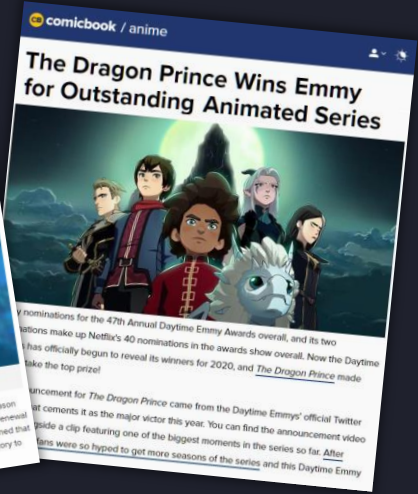 CB comicbook / anime
The Dragon Prince Wins Emmy
for Outstanding Animated Series
nominations for the 47th Annual Daytime Emmy Awards overall, and its two
make up Netflix's 40 nominations in the awards show overall. Now the Daytime
has officially begun to reveal its winners for 2020, and The Dragon Prince made
take the top prize!
for The Dragon Prince came from the Daytime Emmys' official Twitter
cements it as the major victory this year. You can find the announcement video
a clip featuring one of the biggest moments in the series so far. After
fans were so hyped to get more seasons of the series and this Daytime Emmy
that
to